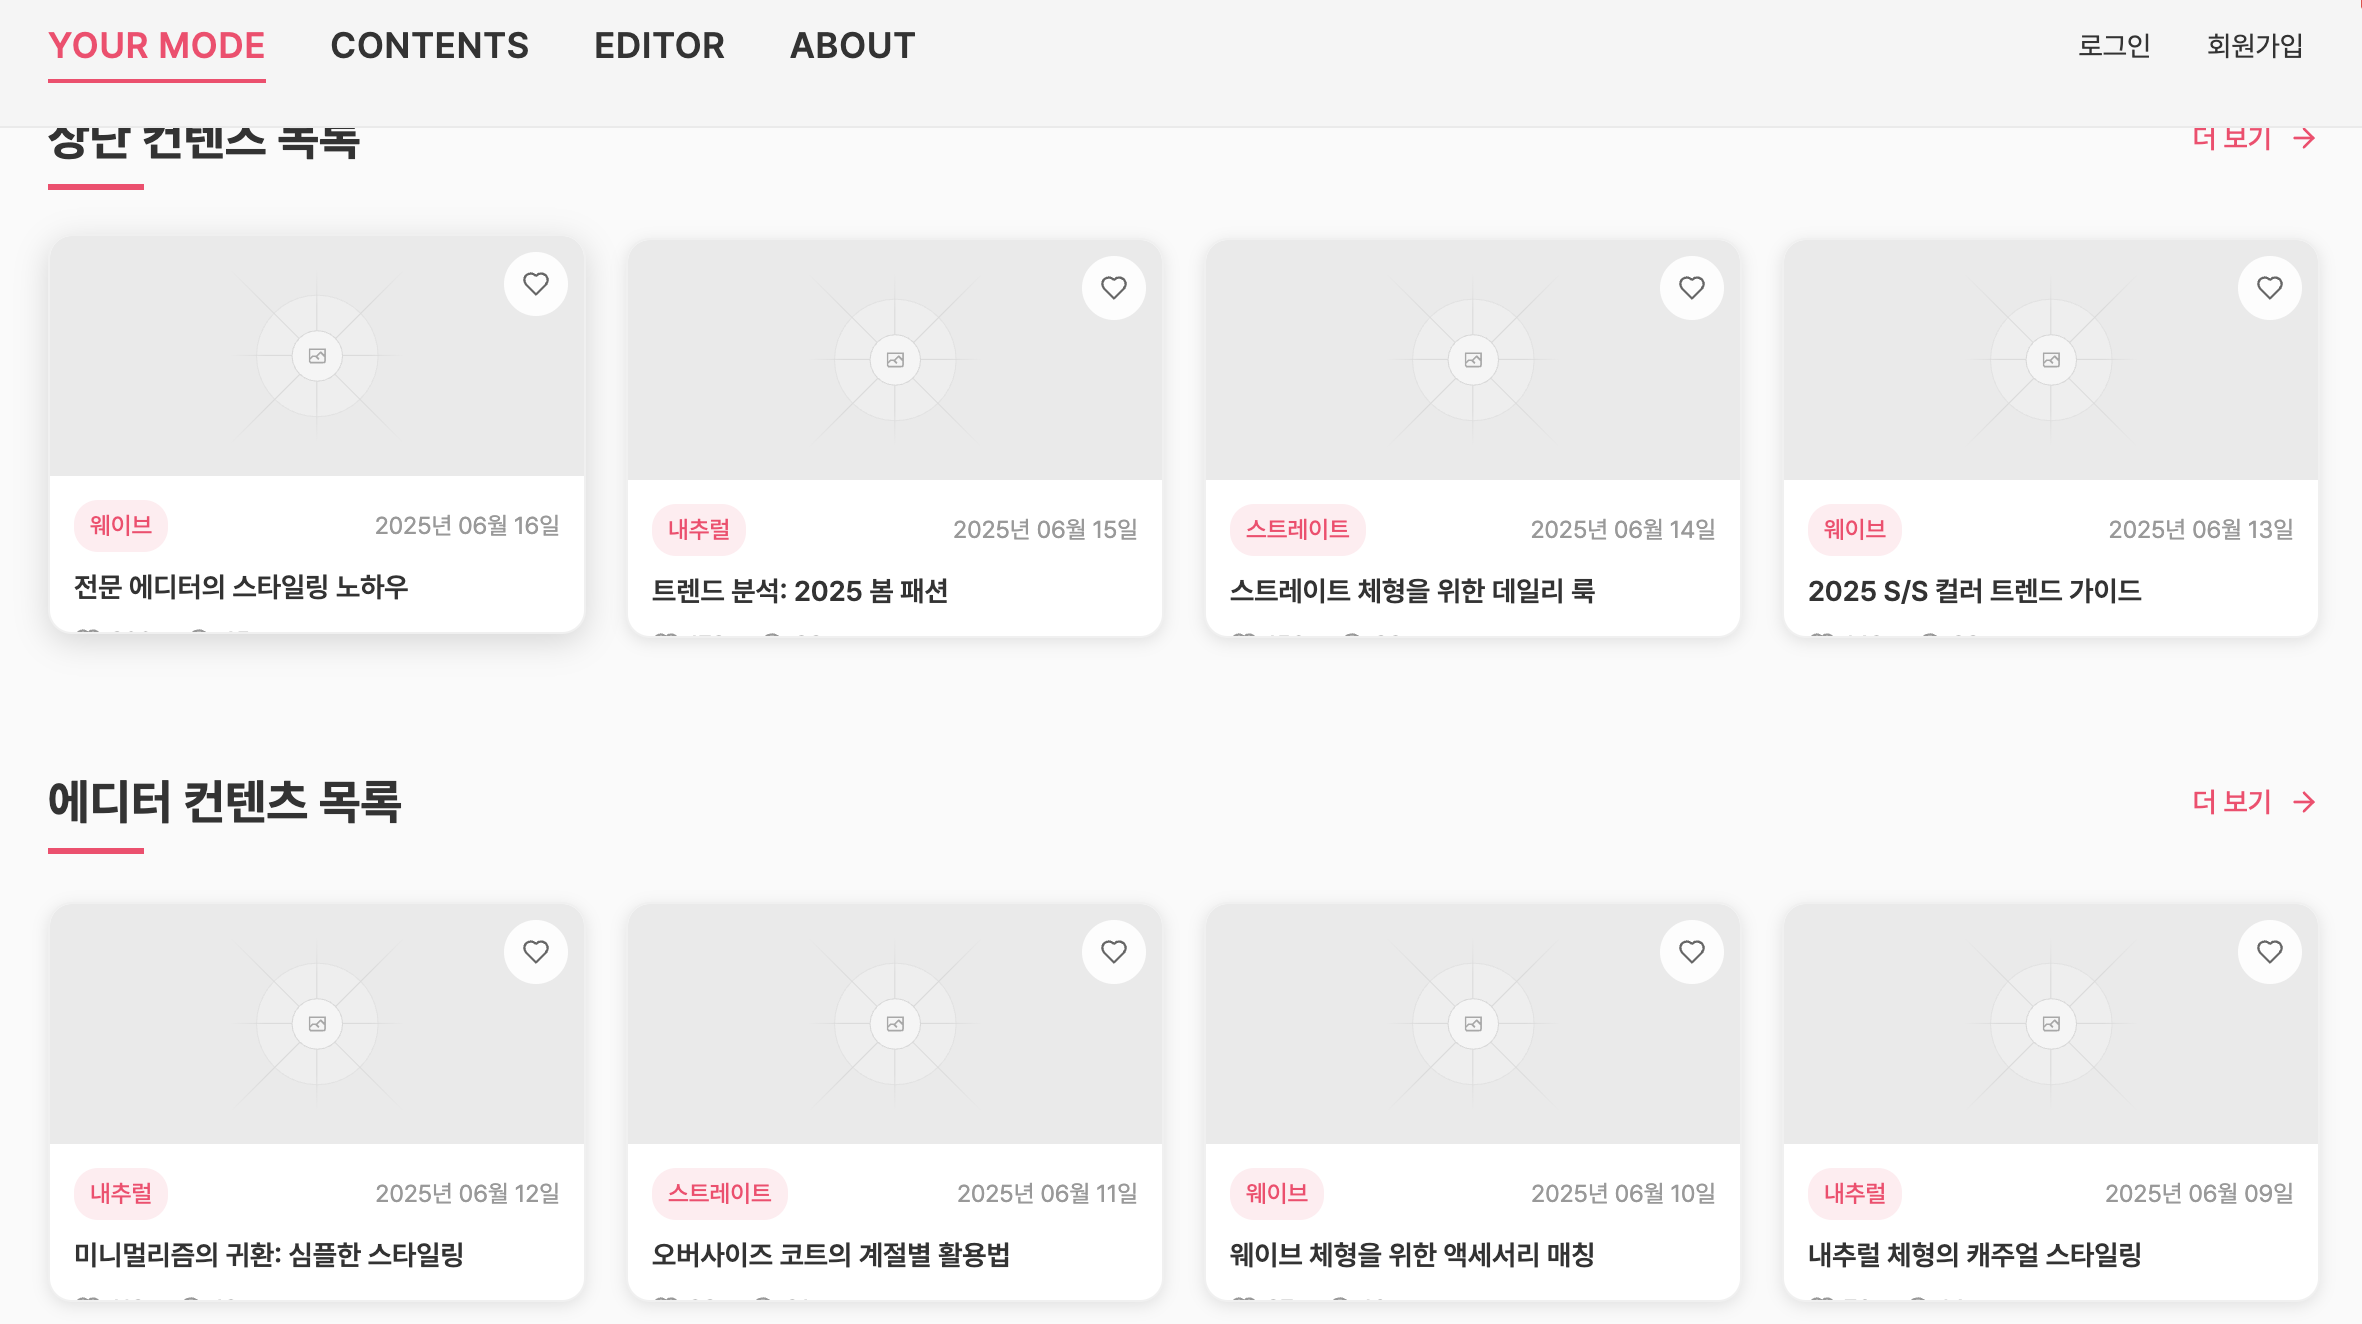 YOUR MODE CONTENTS EDITOR ABOUT 로그인 회원가입
컨텐츠 목록 더 보기
웨이브 2025년 06월 16일
전문 에디터의 스타일링 노하우
내추럴 2025년 06월 15일
트렌드 분석: 2025 봄 패션
스트레이트 2025년 06월 14일
스트레이트 체형을 위한 데일리 룩
웨이브 2025년 06월 13일
2025 S/S 컬러 트렌드 가이드
에디터 컨텐츠 목록 더 보기
내추럴 2025년 06월 12일
미니멀리즘의 귀환: 심플한 스타일링
스트레이트 2025년 06월 11일
오버사이즈 코트의 계절별 활용법
웨이브 2025년 06월 10일
웨이브 체형을 위한 액세서리 매칭
내추럴 2025년 06월 09일
내추럴 체형의 캐주얼 스타일링